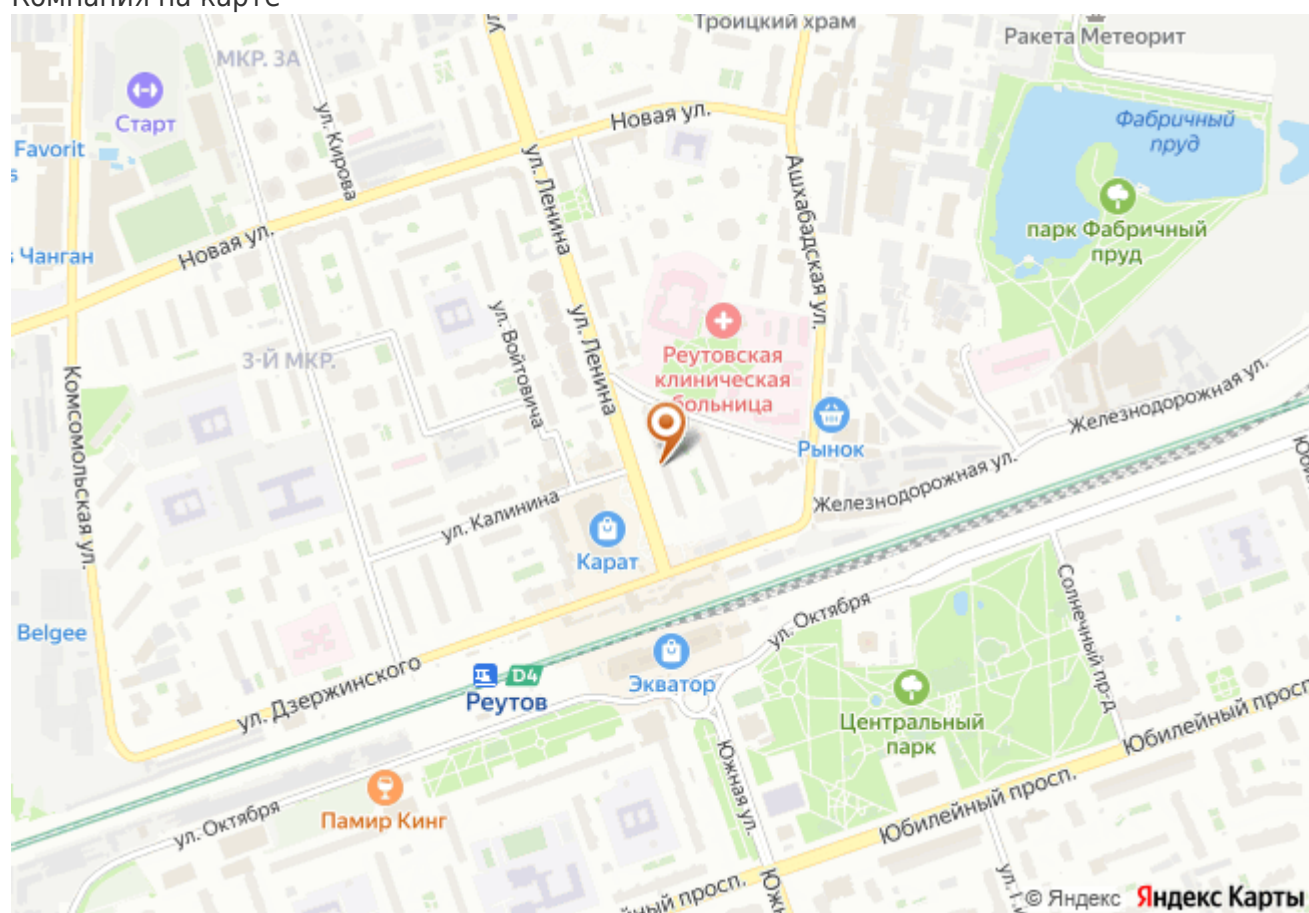 Компания на карте
Троицкий храм
Ракета Метеорит
МКР. 3А
Старт
ул. Кирова
Новая ул.
Фабричный
пруд
Favorit
s
ул. Ленина
Ашхабадская ул.
парк Фабричный
пруд
Чанган
Новая ул.
ул. Войтовича
ул. Ленина
3-Й МКР.
Реутовская
клиническая
больница
Комсомольская ул.
Железнодорожная ул.
Рынок
Железнодорожная ул.
ул. Калинина
Карат
Солнечный пр-д
ул. Октября
Belgee
D4
Реутов
Экватор
ул. Дзержинского
Центральный
парк
Юбилейный просп
Южная ул.
Юбилейный просп.
ул. Октября
Памир Кинг
© Яндекс Яндекс Карты